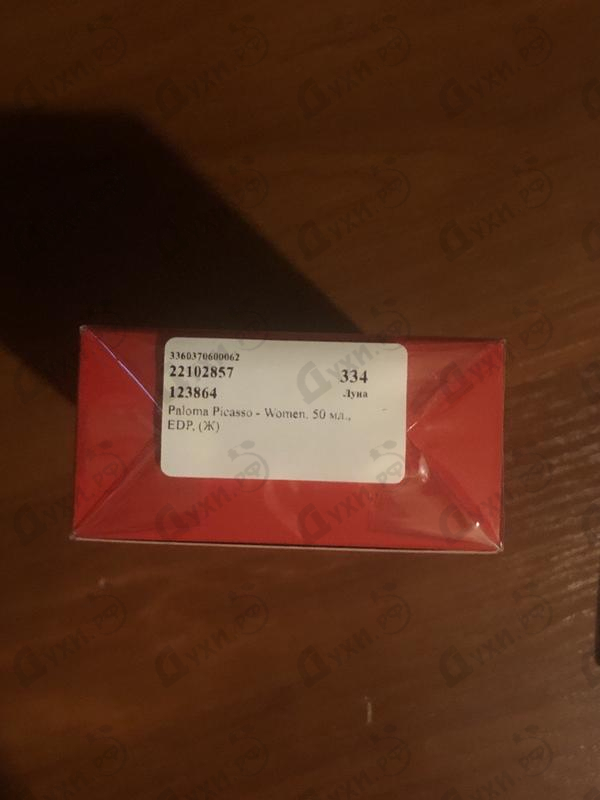 3360370600062
22102857
334
123864
Луна
Paloma Picasso - Women, 50 мл.,
EDP, (Ж)
Духи.рф